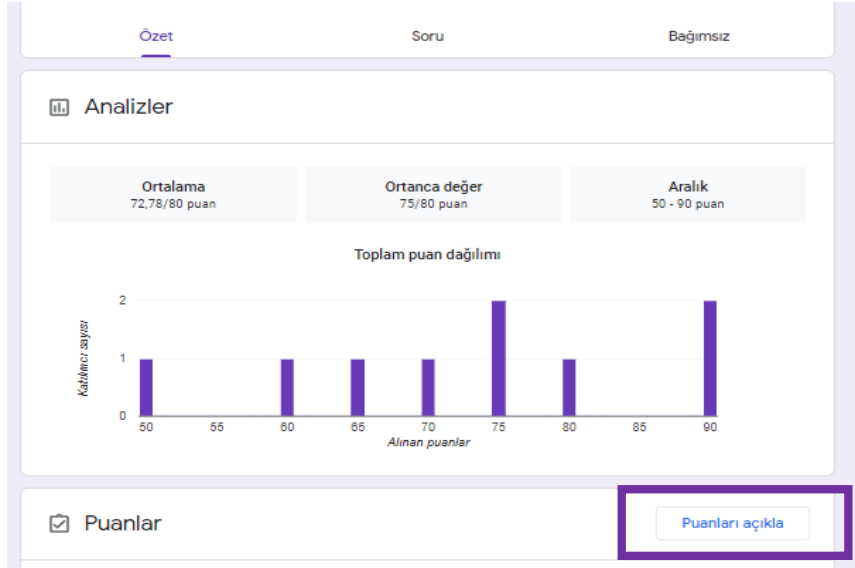 Özet Soru Bağımsız
Analizler
Ortalama
72,78/80 puan
Ortanca değer
75/80 puan
Aralık
50 - 90 puan
Toplam puan dağılımı
Katılımcı sayısı
2
1
0
50 55 60 65 70 75 80 85 90
Alınan puanlar
Puanlar
Puanları açıkla